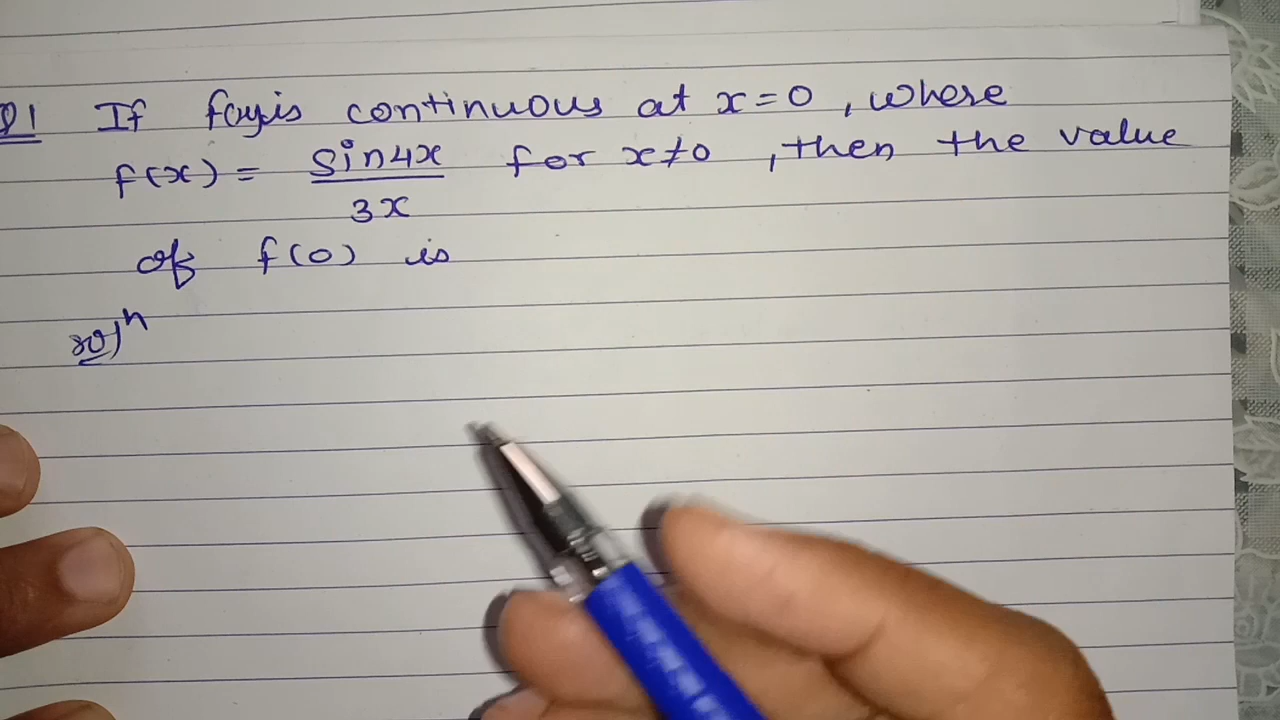 Q1 If f(x) is continuous at x=0, where
f(x) = sin4x / 3x for x≠0, then the value
of f(0) is
solⁿ